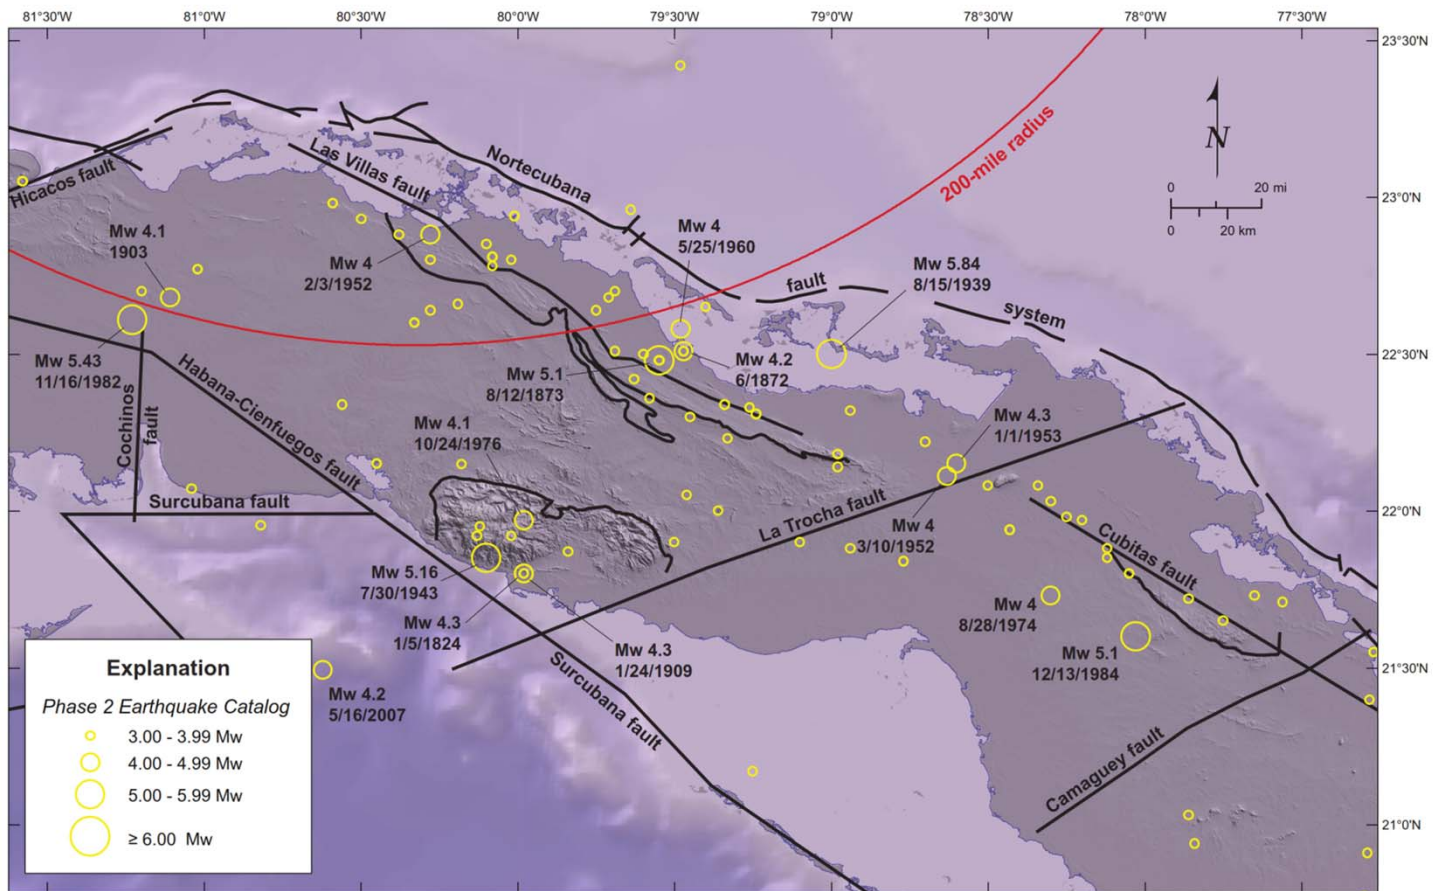 81°30'W
81°0'W
80°30'W
80°0'W
79°30'W
79°0'W
78°30'W
78°0'W
77°30'W
23°30'N
23°0'N
22°30'N
22°0'N
21°30'N
21°0'N
200-mile radius
N
0 20 mi
0 20 km
Hicacos fault
Las Villas fault
Nortecubana
fault
system
Mw 4.1
1903
Mw 4
2/3/1952
Mw 4
5/25/1960
Mw 5.84
8/15/1939
Mw 5.43
11/16/1982
Mw 5.1
8/12/1873
Mw 4.2
6/1872
Cochinos
fault
Habana-Cienfuegos fault
Mw 4.1
10/24/1976
Mw 4.3
1/1/1953
Surcubana fault
La Trocha fault
Mw 4
3/10/1952
Cubitas fault
Mw 5.16
7/30/1943
Mw 4.3
1/5/1824
Mw 4.3
1/24/1909
Mw 4
8/28/1974
Mw 5.1
12/13/1984
Surcubana fault
Camaguey fault
Mw 4.2
5/16/2007
Explanation
Phase 2 Earthquake Catalog
3.00 - 3.99 Mw
4.00 - 4.99 Mw
5.00 - 5.99 Mw
≥ 6.00 Mw